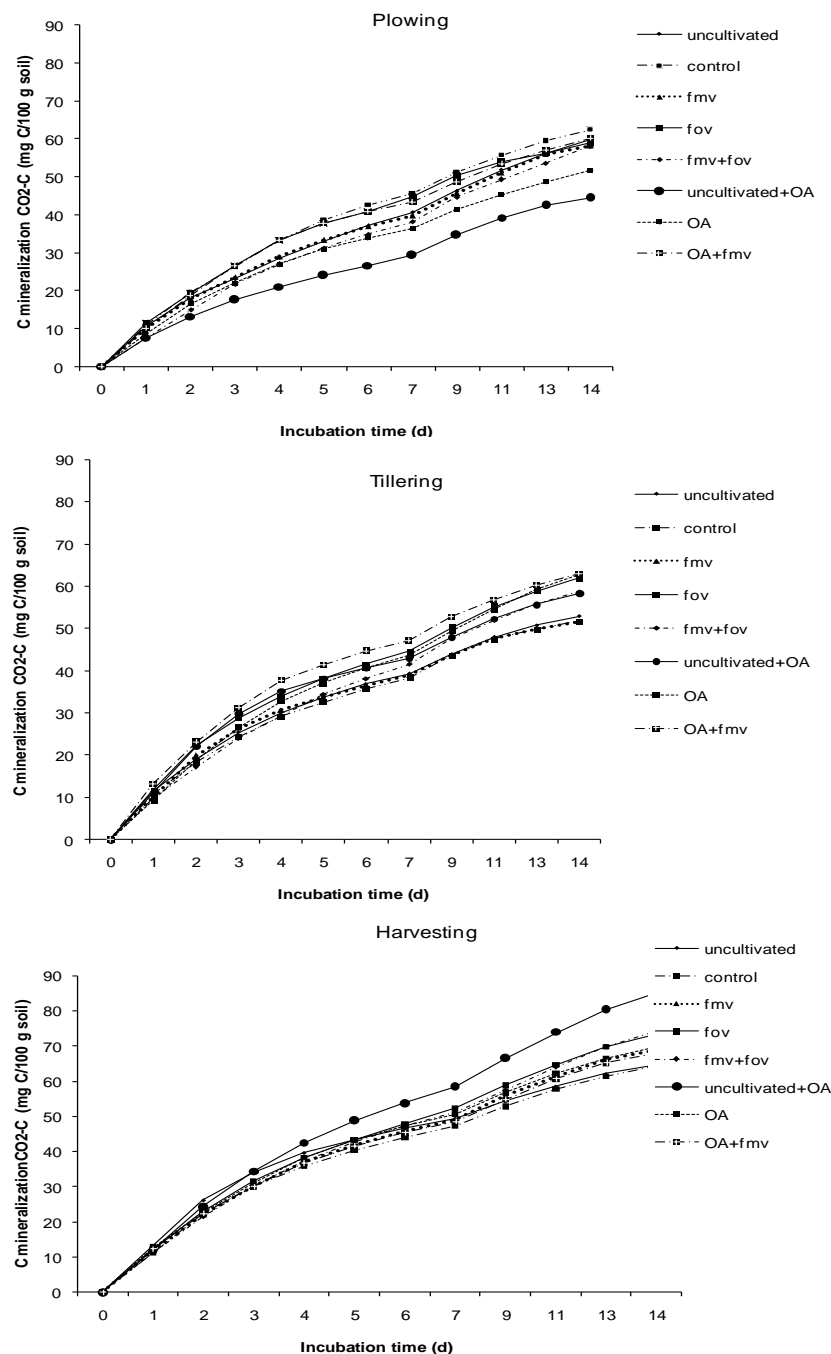 Plowing
C mineralization CO2-C (mg C/100 g soil)
90
80
70
60
50
40
30
20
10
0
0 1 2 3 4 5 6 7 9 11 13 14
Incubation time (d)
uncultivated
control
fmv
fov
fmv+fov
uncultivated+OA
OA
OA+fmv
Tillering
C mineralization CO2-C (mg C/100 g soil)
90
80
70
60
50
40
30
20
10
0
0 1 2 3 4 5 6 7 9 11 13 14
Incubation time (d)
uncultivated
control
fmv
fov
fmv+fov
uncultivated+OA
OA
OA+fmv
Harvesting
C mineralizationCO2-C (mg C/100 g soil)
90
80
70
60
50
40
30
20
10
0
0 1 2 3 4 5 6 7 9 11 13 14
Incubation time (d)
uncultivated
control
fmv
fov
fmv+fov
uncultivated+OA
OA
OA+fmv